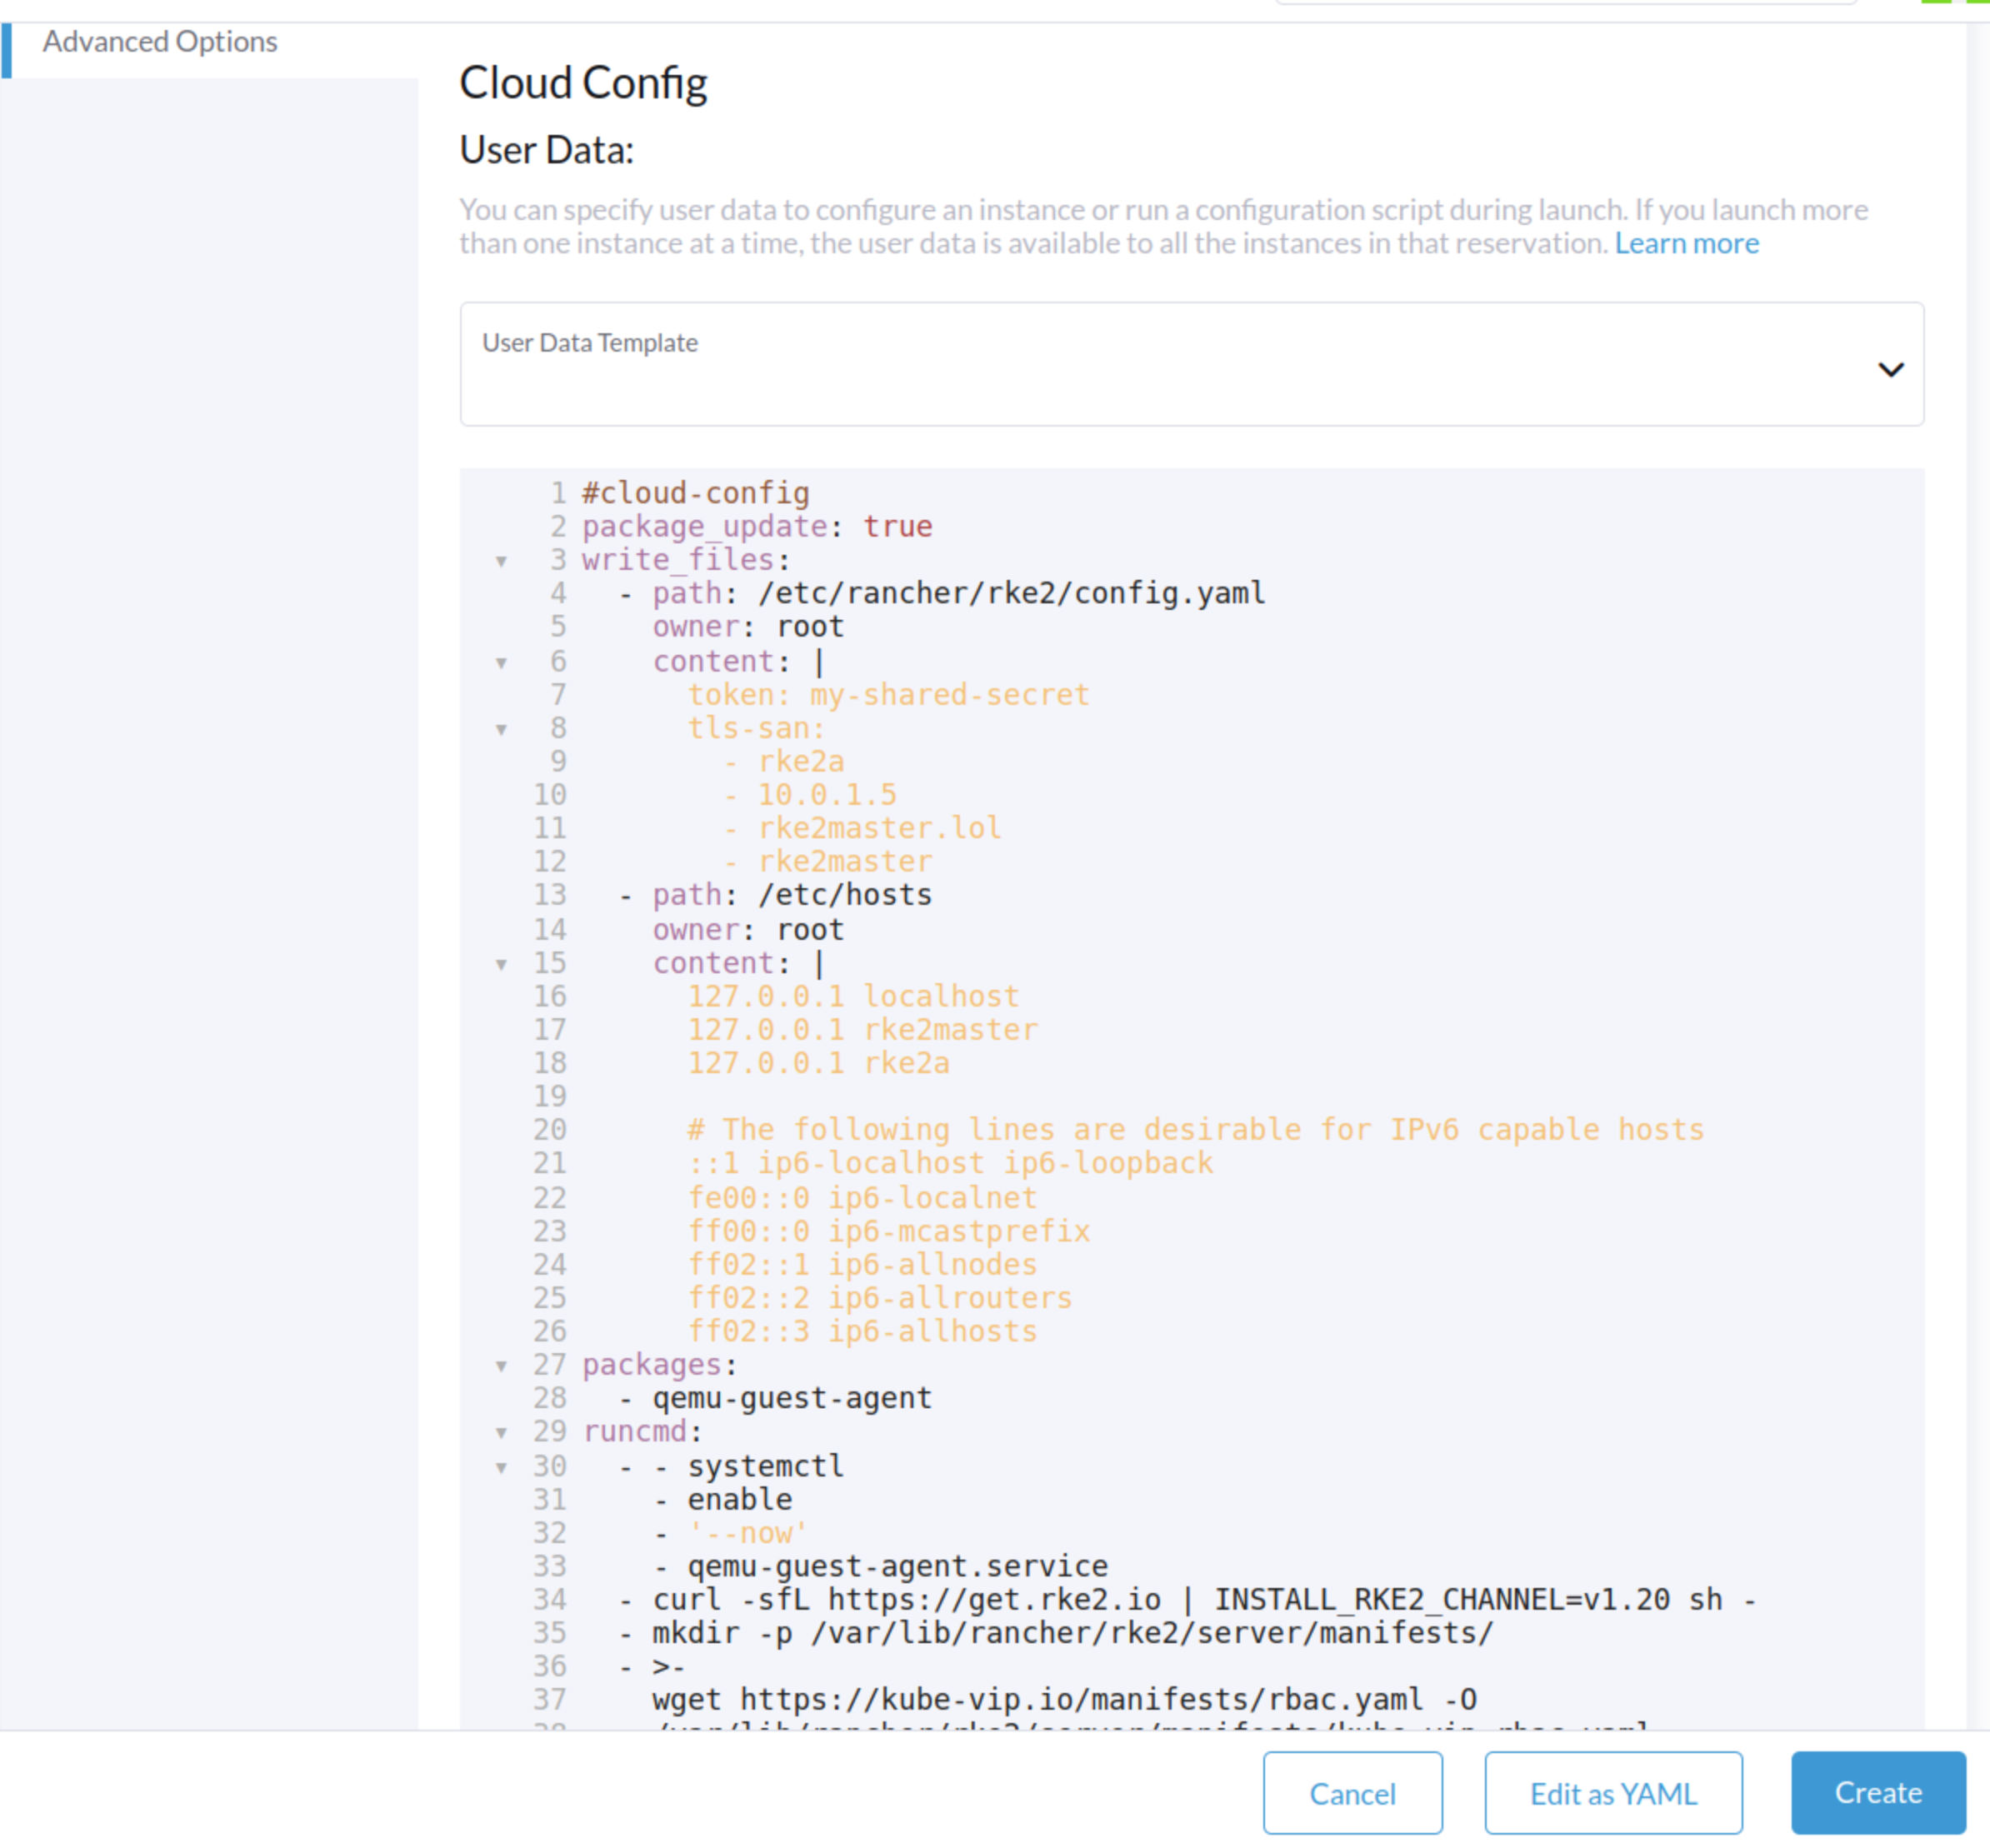 Advanced Options
Cloud Config
User Data:
You can specify user data to configure an instance or run a configuration script during launch. If you launch more
than one instance at a time, the user data is available to all the instances in that reservation. Learn more
User Data Template
1 #cloud-config
2 package_update: true
3 write_files:
4   - path: /etc/rancher/rke2/config.yaml
5     owner: root
6     content: |
7       token: my-shared-secret
8       tls-san:
9         - rke2a
10         - 10.0.1.5
11         - rke2master.lol
12         - rke2master
13   - path: /etc/hosts
14     owner: root
15     content: |
16       127.0.0.1 localhost
17       127.0.0.1 rke2master
18       127.0.0.1 rke2a
19
20       # The following lines are desirable for IPv6 capable hosts
21       ::1 ip6-localhost ip6-loopback
22       fe00::0 ip6-localnet
23       ff00::0 ip6-mcastprefix
24       ff02::1 ip6-allnodes
25       ff02::2 ip6-allrouters
26       ff02::3 ip6-allhosts
27 packages:
28   - qemu-guest-agent
29 runcmd:
30   - - systemctl
31     - enable
32     - '--now'
33     - qemu-guest-agent.service
34   - curl -sfL https://get.rke2.io | INSTALL_RKE2_CHANNEL=v1.20 sh -
35   - mkdir -p /var/lib/rancher/rke2/server/manifests/
36   - >-
37     wget https://kube-vip.io/manifests/rbac.yaml -O
38     /var/lib/rancher/rke2/server/manifests/kube-vip-rbac.yaml
Cancel
Edit as YAML
Create